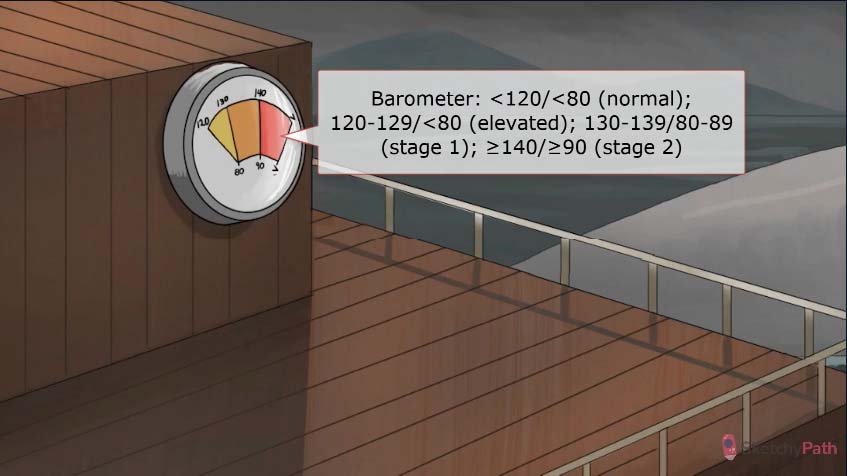 120
130
140
80
90
Barometer: <120/<80 (normal);
120-129/<80 (elevated); 130-139/80-89
(stage 1); ≥140/≥90 (stage 2)
SketchyPath